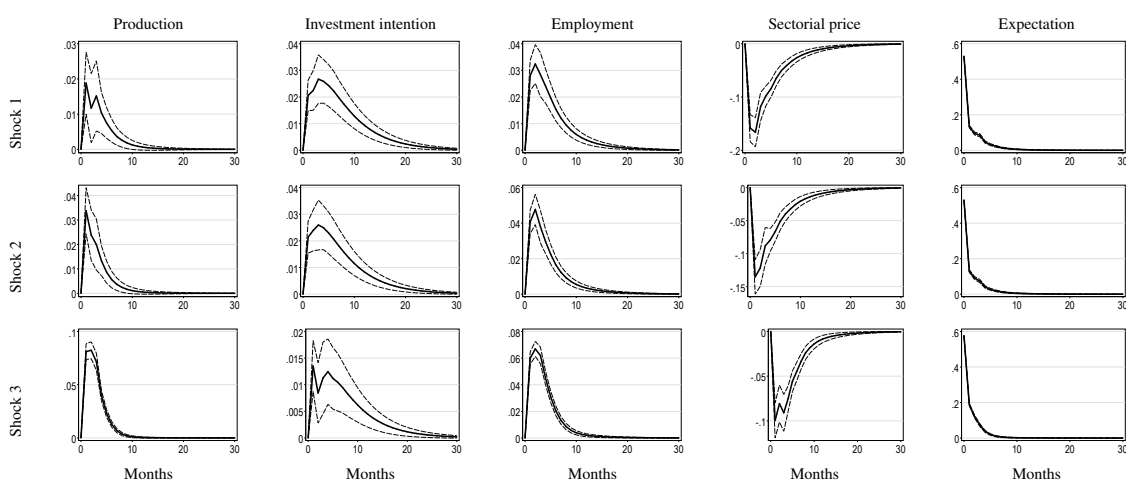 Production Investment intention Employment Sectorial price Expectation
Shock 1
.03 .02 .01 0
0 10 20 30
.04 .03 .02 .01 0
0 10 20 30
.04 .03 .02 .01 0
0 10 20 30
0 -.1 -.2
0 10 20 30
.6 .4 .2 0
0 10 20 30
Shock 2
.04 .03 .02 .01 0
0 10 20 30
.04 .03 .02 .01 0
0 10 20 30
.06 .04 .02 0
0 10 20 30
0 -.05 -.1 -.15
0 10 20 30
.6 .4 .2 0
0 10 20 30
Shock 3
.1 .05 0
0 10 20 30
.02 .015 .01 .005 0
0 10 20 30
.08 .06 .04 .02 0
0 10 20 30
0 -.05 -.1
0 10 20 30
.6 .4 .2 0
0 10 20 30
Months Months Months Months Months